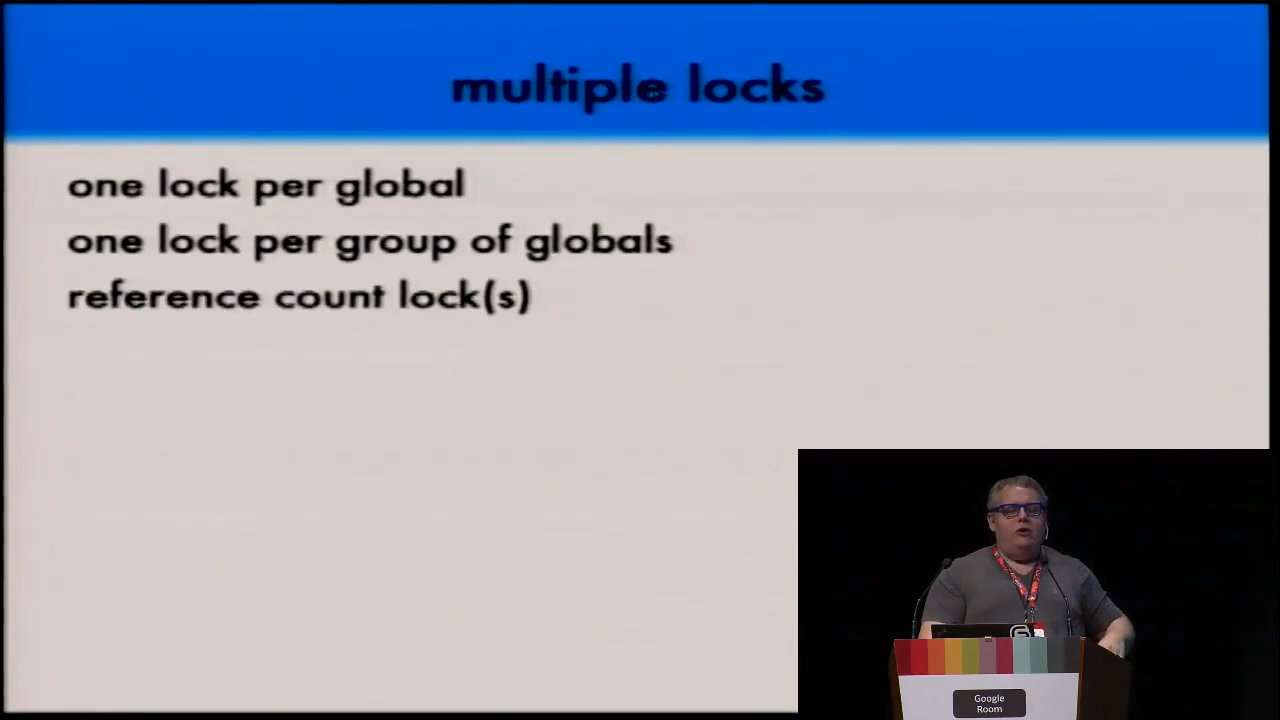 multiple locks
one lock per global
one lock per group of globals
reference count lock(s)
Google
Room